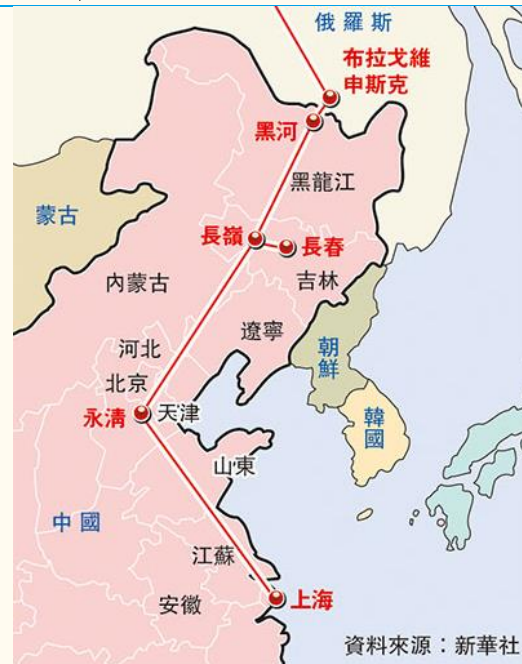 俄羅斯
布拉戈維
申斯克
黑河
黑龍江
蒙古
長嶺
長春
內蒙古
吉林
遼寧
河北
朝鮮
北京
永清
天津
韓國
山東
中國
江蘇
安徽
上海
資料來源：新華社